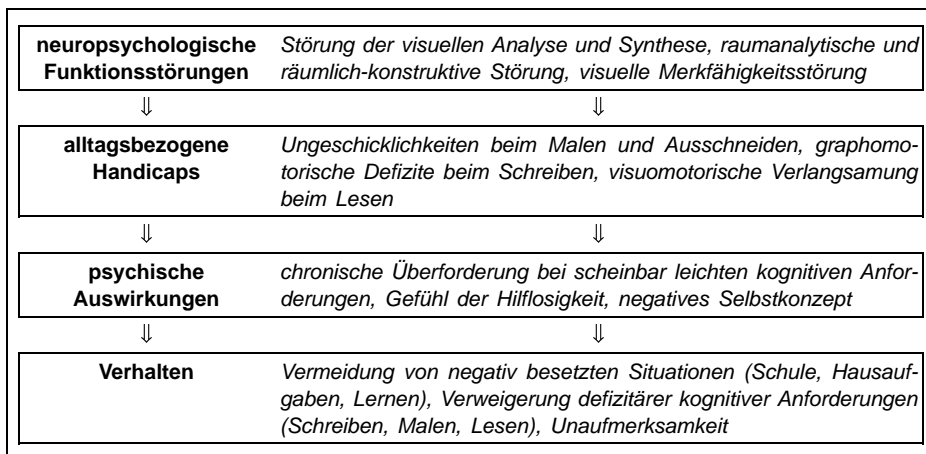 neuropsychologische Störung der visuellen Analyse und Synthese, raumanalytische und
Funktionsstörungen räumlich-konstruktive Störung, visuelle Merkfähigkeitsstörung
⇓ ⇓
alltagsbezogene Ungeschicklichkeiten beim Malen und Ausschneiden, graphomo-
Handicaps torische Defizite beim Schreiben, visuomotorische Verlangsamung
beim Lesen
⇓ ⇓
psychische chronische Überforderung bei scheinbar leichten kognitiven Anfor-
Auswirkungen derungen, Gefühl der Hilflosigkeit, negatives Selbstkonzept
⇓ ⇓
Verhalten Vermeidung von negativ besetzten Situationen (Schule, Hausauf-
gaben, Lernen), Verweigerung defizitärer kognitiver Anforderungen
(Schreiben, Malen, Lesen), Unaufmerksamkeit